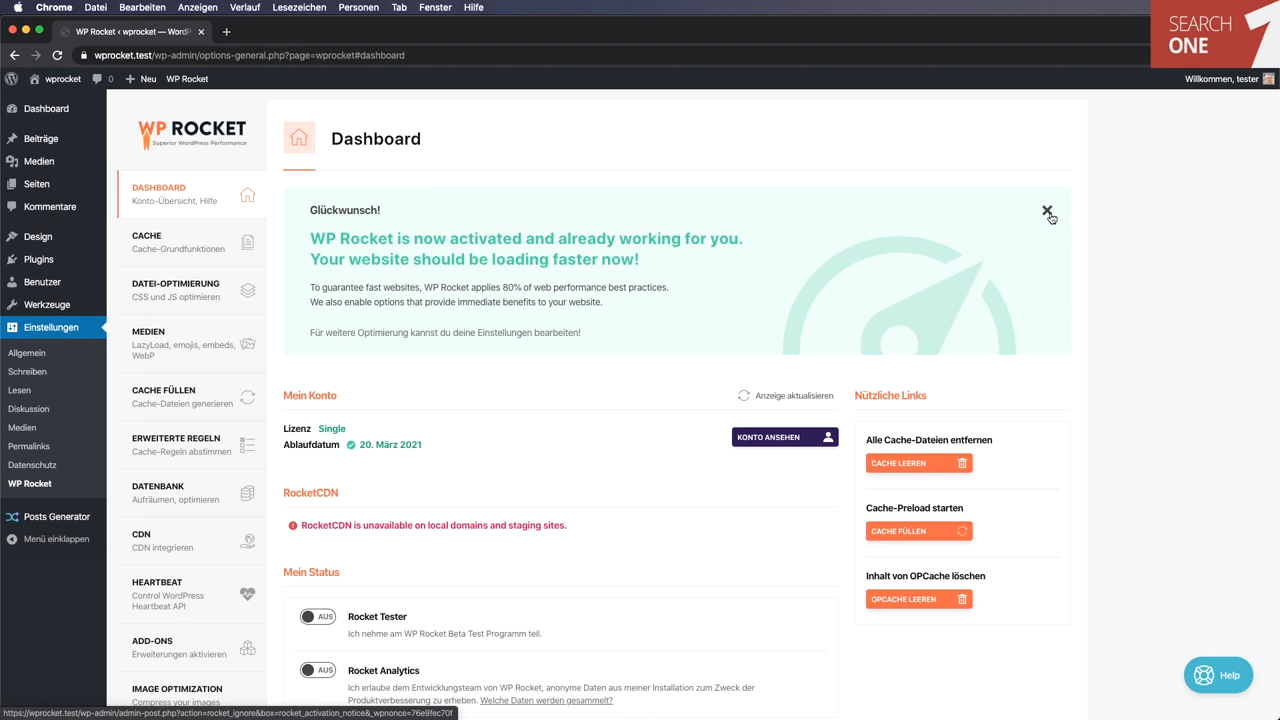 Chrome Ablage Bearbeiten Anzeigen Verlauf Lesezeichen Personen Tab Fenster Hilfe
SEARCH
ONE
WP Rocket ‹ wprocket — WordP
wprocket.test/wp-admin/options-general.php?page=wprocket#dashboard
wprocket 0 Neu WP Rocket
Willkommen, tester
Dashboard
Beiträge
Medien
Seiten
Kommentare
Design
Plugins
Benutzer
Werkzeuge
Einstellungen
Allgemein
Schreiben
Lesen
Diskussion
Medien
Permalinks
Datenschutz
WP Rocket
Posts Generator
Menü einklappen
WP ROCKET
Superior WordPress Performance
DASHBOARD
Konto-Übersicht, Hilfe
CACHE
Cache-Grundfunktionen
DATEI-OPTIMIERUNG
CSS und JS optimieren
MEDIEN
LazyLoad, emojis, embeds,
WebP
CACHE FÜLLEN
Cache-Dateien generieren
ERWEITERTE REGELN
Cache-Regeln abstimmen
DATENBANK
Aufräumen, optimieren
CDN
CDN integrieren
HEARTBEAT
Control WordPress
Heartbeat API
ADD-ONS
Erweiterungen aktivieren
IMAGE OPTIMIZATION
Compress your images
Dashboard
Glückwunsch!
WP Rocket is now activated and already working for you.
Your website should be loading faster now!
To guarantee fast websites, WP Rocket applies 80% of web performance best practices.
We also enable options that provide immediate benefits to your website.
Für weitere Optimierung kannst du deine Einstellungen bearbeiten!
Mein Konto
Anzeige aktualisieren
Lizenz Single
Ablaufdatum 20. März 2021
KONTO ANSEHEN
RocketCDN
RocketCDN is unavailable on local domains and staging sites.
Mein Status
AUS Rocket Tester
Ich nehme am WP Rocket Beta Test Programm teil.
AUS Rocket Analytics
Ich erlaube dem Entwicklungsteam von WP Rocket, anonyme Daten aus meiner Installation zum Zweck der
Produktverbesserung zu erheben. Welche Daten werden gesammelt?
Nützliche Links
Alle Cache-Dateien entfernen
CACHE LEEREN
Cache-Preload starten
CACHE FÜLLEN
Inhalt von OPCache löschen
OPCACHE LEEREN
Help
https://wprocket.test/wp-admin/admin-post.php?action=rocket_ignore&box=rocket_activation_notice&_wpnonce=76e9fec70f